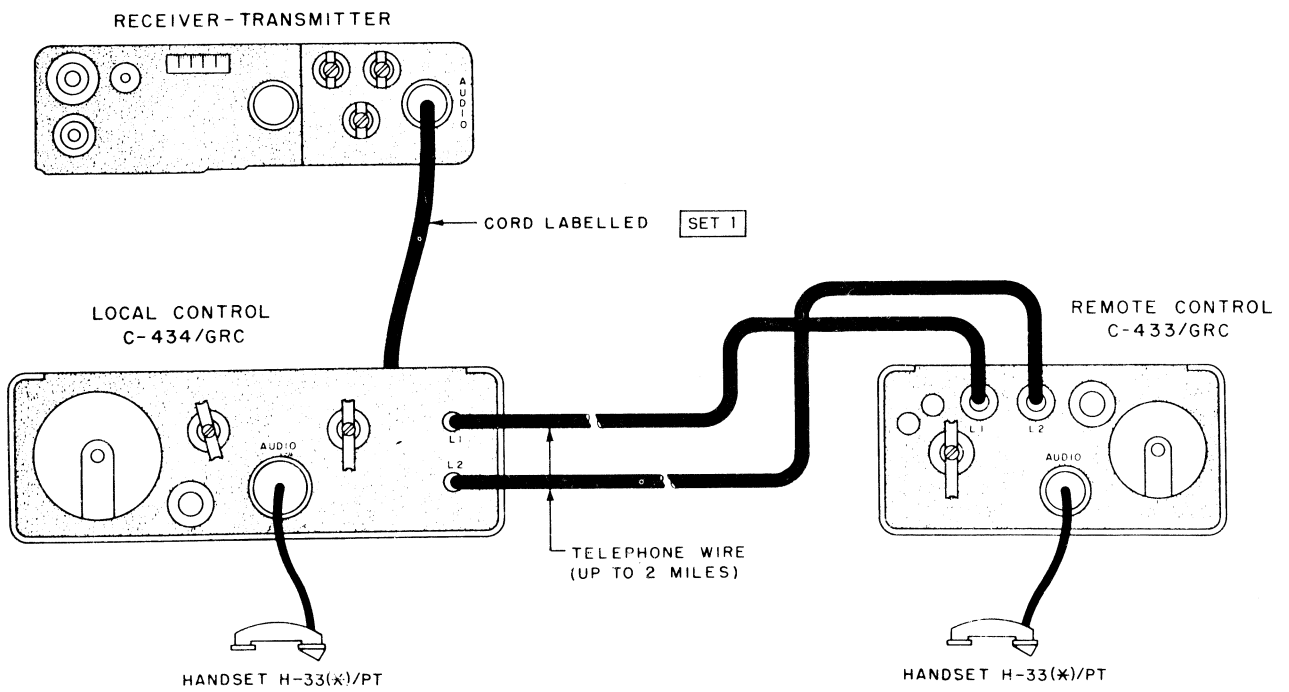 RECEIVER-TRANSMITTER
AUDIO
CORD LABELLED SET 1
LOCAL CONTROL
C-434/GRC
REMOTE CONTROL
C-433/GRC
AUDIO
L1
L2
L1
L2
AUDIO
TELEPHONE WIRE
(UP TO 2 MILES)
HANDSET H-33(*)/PT
HANDSET H-33(*)/PT